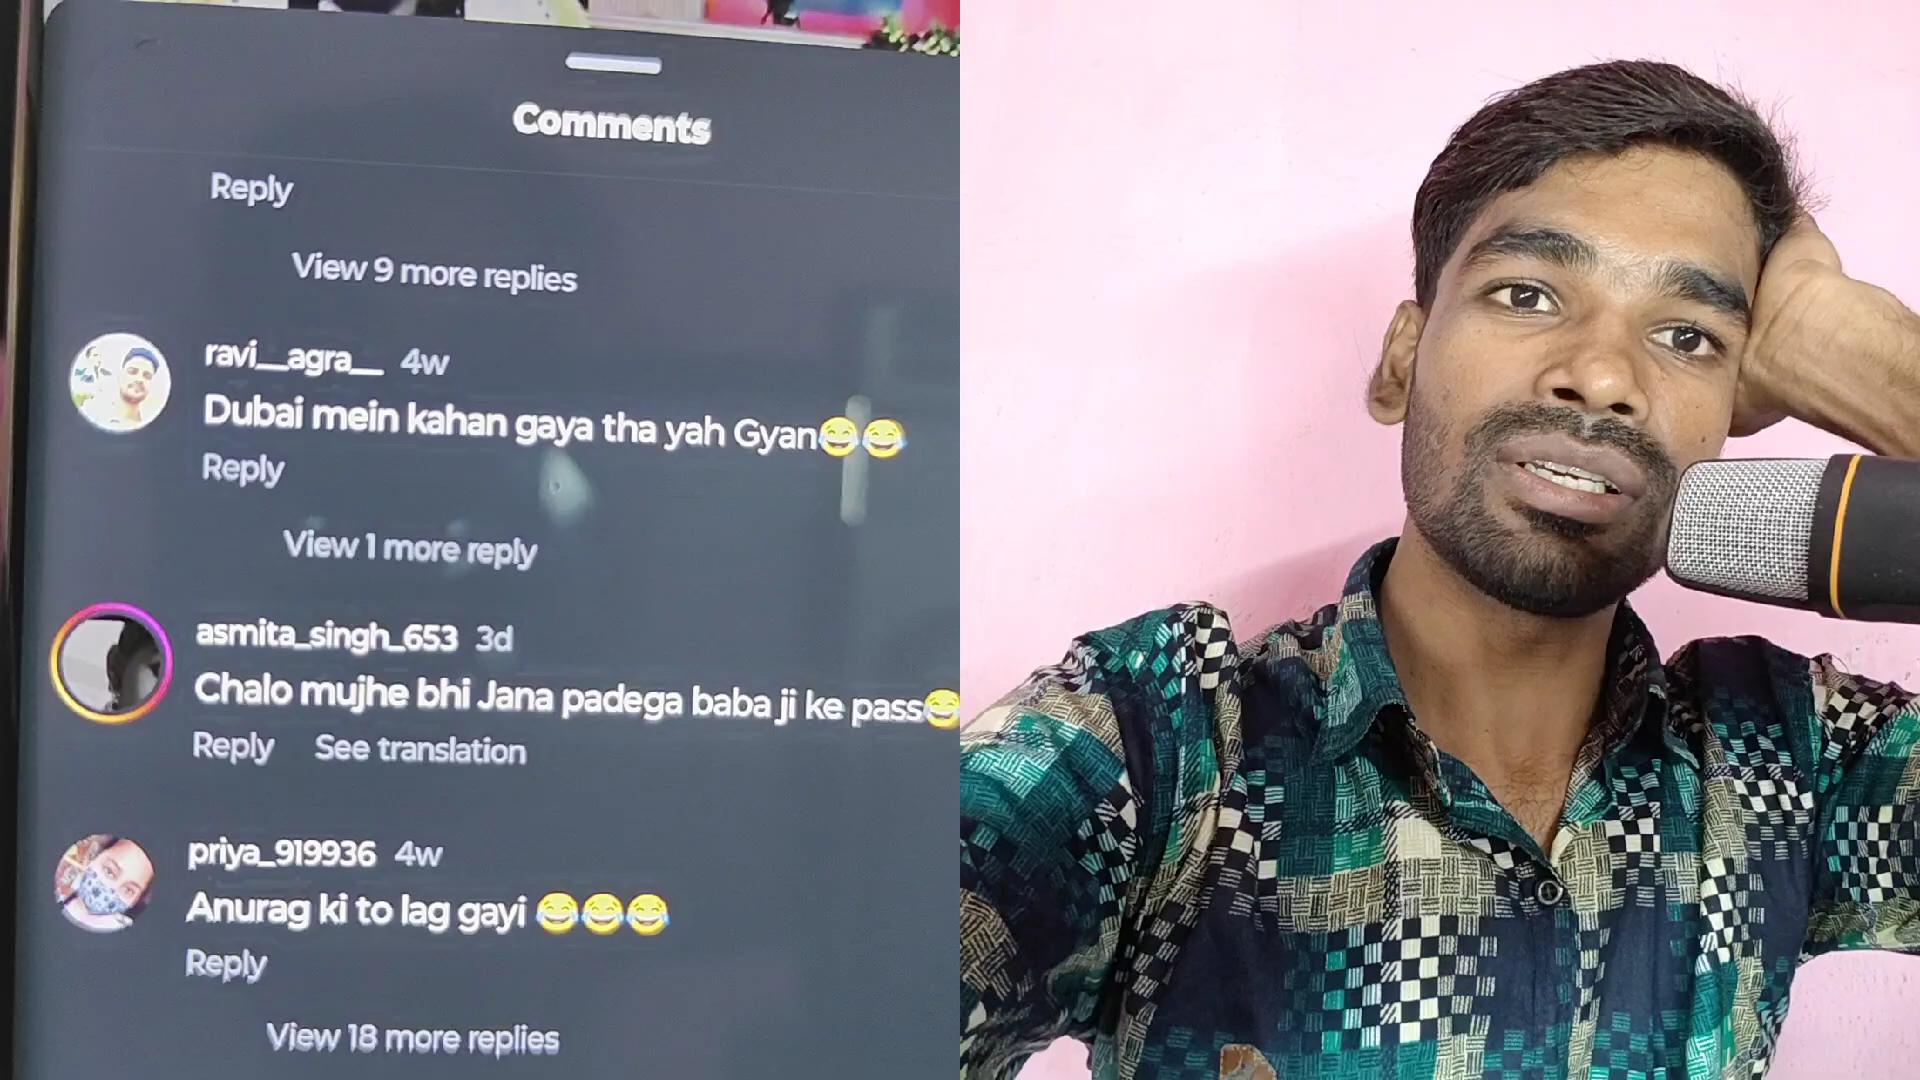 Comments
Reply
View 9 more replies
ravi__agra__ 4w
Dubai mein kahan gaya tha yah Gyan😂😂
Reply
View 1 more reply
asmita_singh_653 3d
Chalo mujhe bhi Jana padega baba ji ke pass😂
Reply See translation
priya_919936 4w
Anurag ki to lag gayi 😂😂😂
Reply
View 18 more replies